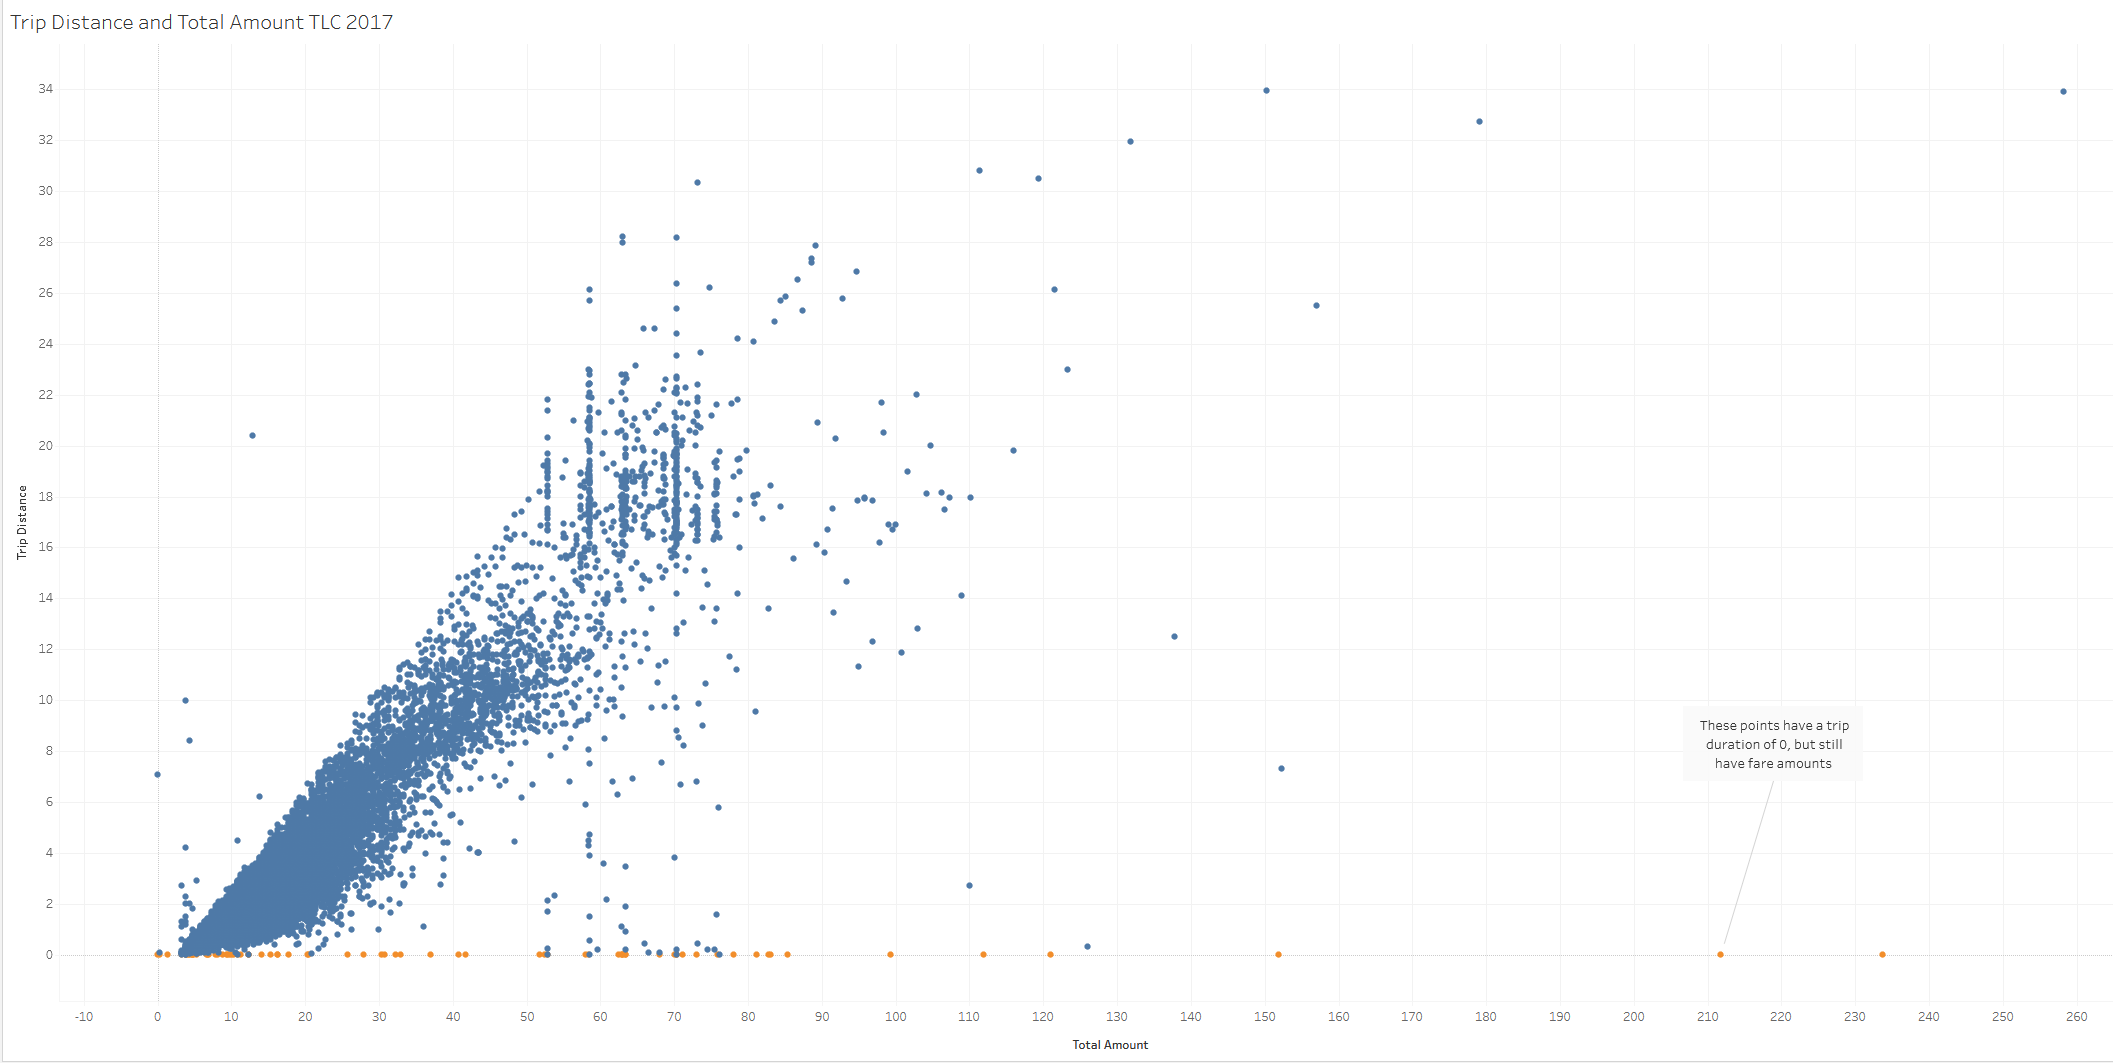 Trip Distance and Total Amount TLC 2017
34
32
30
28
26
24
22
20
18
16
14
12
10
8
6
4
2
0
Trip Distance
These points have a trip
duration of 0, but still
have fare amounts
-10 0 10 20 30 40 50 60 70 80 90 100 110 120 130 140 150 160 170 180 190 200 210 220 230 240 250 260
Total Amount